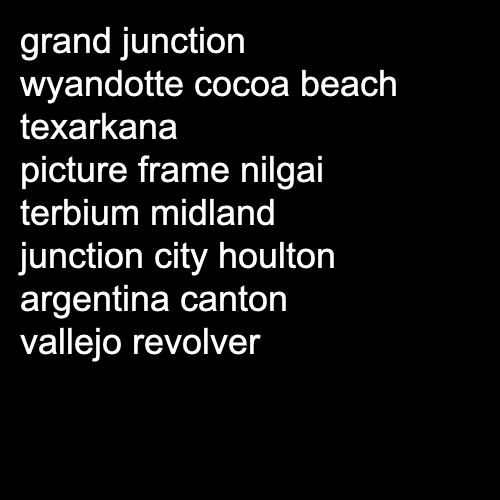 grand junction
wyandotte cocoa beach
texarkana
picture frame nilgai
terbium midland
junction city houlton
argentina canton
vallejo revolver